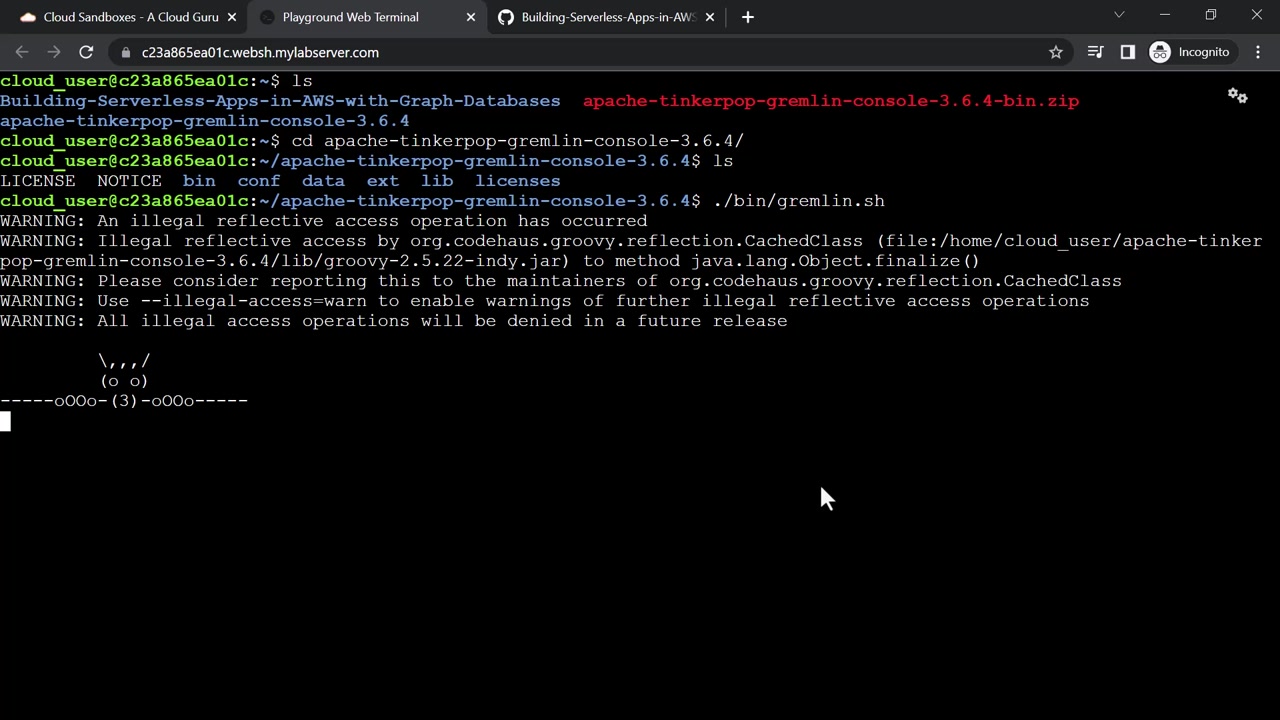 Cloud Sandboxes - A Cloud Guru
Playground Web Terminal
Building-Serverless-Apps-in-AWS
c23a865ea01c.websh.mylabserver.com
Incognito
cloud_user@c23a865ea01c:~$ ls
Building-Serverless-Apps-in-AWS-with-Graph-Databases  apache-tinkerpop-gremlin-console-3.6.4-bin.zip
apache-tinkerpop-gremlin-console-3.6.4
cloud_user@c23a865ea01c:~$ cd apache-tinkerpop-gremlin-console-3.6.4/
cloud_user@c23a865ea01c:~/apache-tinkerpop-gremlin-console-3.6.4$ ls
LICENSE  NOTICE  bin  conf  data  ext  lib  licenses
cloud_user@c23a865ea01c:~/apache-tinkerpop-gremlin-console-3.6.4$ ./bin/gremlin.sh
WARNING: An illegal reflective access operation has occurred
WARNING: Illegal reflective access by org.codehaus.groovy.reflection.CachedClass (file:/home/cloud_user/apache-tinker
pop-gremlin-console-3.6.4/lib/groovy-2.5.22-indy.jar) to method java.lang.Object.finalize()
WARNING: Please consider reporting this to the maintainers of org.codehaus.groovy.reflection.CachedClass
WARNING: Use --illegal-access=warn to enable warnings of further illegal reflective access operations
WARNING: All illegal access operations will be denied in a future release
         \,,,/
         (o o)
-----oOOo-(3)-oOOo-----